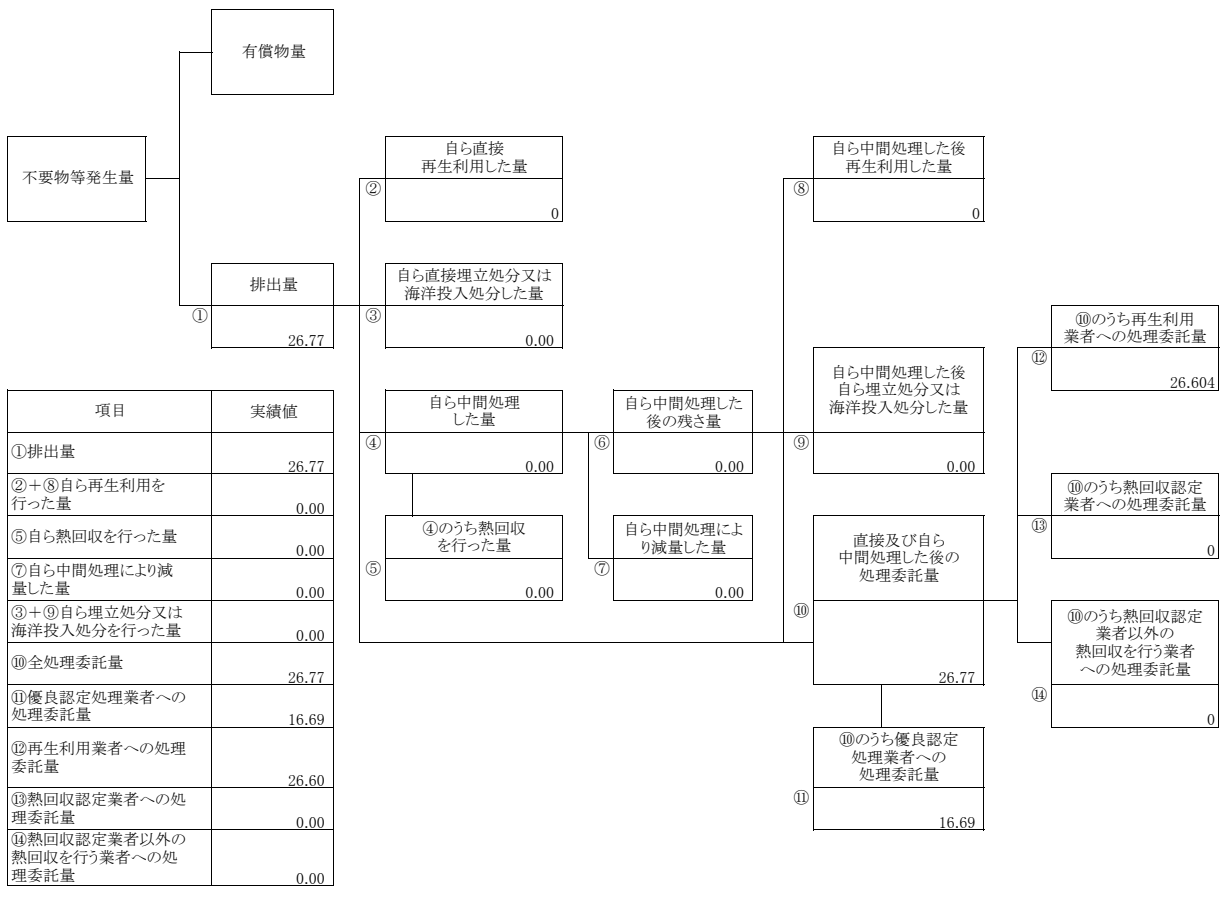 有償物量
不要物等発生量
自ら直接
再生利用した量
②
0
自ら中間処理した後
再生利用した量
⑧
0
排出量
①
26.77
自ら直接埋立処分又は
海洋投入処分した量
③
0.00
自ら中間処理
した量
④
0.00
自ら中間処理した
後の残さ量
⑥
0.00
自ら中間処理した後
自ら埋立処分又は
海洋投入処分した量
⑨
0.00
⑩のうち再生利用
業者への処理委託量
⑫
26.604
④のうち熱回収
を行った量
⑤
0.00
自ら中間処理によ
り減量した量
⑦
0.00
直接及び自ら
中間処理した後の
処理委託量
⑩
26.77
⑩のうち熱回収認定
業者への処理委託量
⑬
0
⑩のうち熱回収認定
業者以外の
熱回収を行う業者
への処理委託量
⑭
0
⑩のうち優良認定
処理業者への
処理委託量
⑪
16.69
項目 実績値
①排出量
26.77
②+⑧自ら再生利用を
行った量
0.00
⑤自ら熱回収を行った量
0.00
⑦自ら中間処理により減
量した量
0.00
③+⑨自ら埋立処分又は
海洋投入処分を行った量
0.00
⑩全処理委託量
26.77
⑪優良認定処理業者への
処理委託量
16.69
⑫再生利用業者への処理
委託量
26.60
⑬熱回収認定業者への処
理委託量
0.00
⑭熱回収認定業者以外の
熱回収を行う業者への処
理委託量
0.00